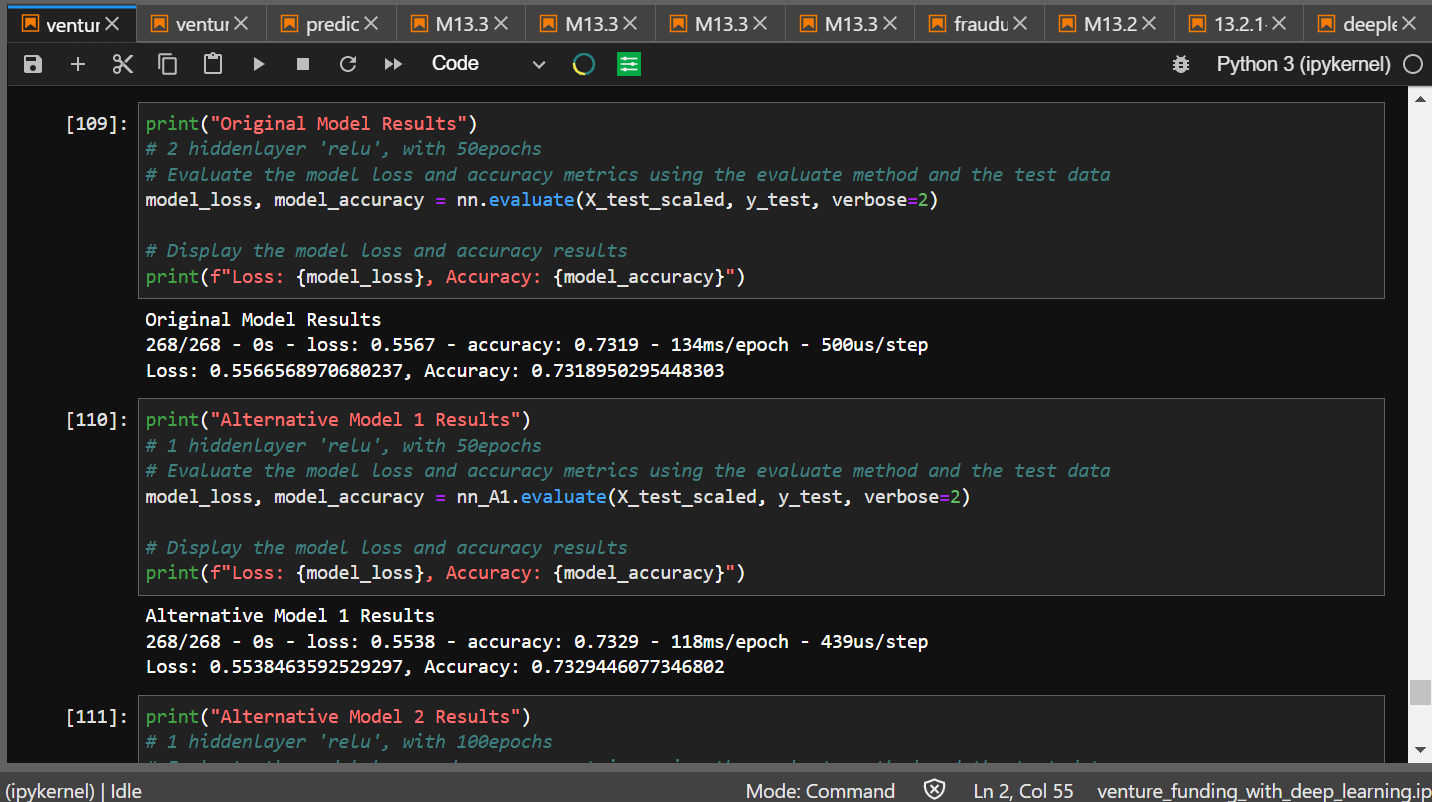 ventur
ventur
predic
M13.3
M13.3
M13.3
M13.3
fraudu
M13.2
13.2.1-
deeple
Code
Python 3 (ipykernel)
[109]:
print("Original Model Results")
# 2 hiddenlayer 'relu', with 50epochs
# Evaluate the model loss and accuracy metrics using the evaluate method and the test data
model_loss, model_accuracy = nn.evaluate(X_test_scaled, y_test, verbose=2)
# Display the model loss and accuracy results
print(f"Loss: {model_loss}, Accuracy: {model_accuracy}")
Original Model Results
268/268 - 0s - loss: 0.5567 - accuracy: 0.7319 - 134ms/epoch - 500us/step
Loss: 0.5566568970680237, Accuracy: 0.7318950295448303
[110]:
print("Alternative Model 1 Results")
# 1 hiddenlayer 'relu', with 50epochs
# Evaluate the model loss and accuracy metrics using the evaluate method and the test data
model_loss, model_accuracy = nn_A1.evaluate(X_test_scaled, y_test, verbose=2)
# Display the model loss and accuracy results
print(f"Loss: {model_loss}, Accuracy: {model_accuracy}")
Alternative Model 1 Results
268/268 - 0s - loss: 0.5538 - accuracy: 0.7329 - 118ms/epoch - 439us/step
Loss: 0.5538463592529297, Accuracy: 0.7329446077346802
[111]:
print("Alternative Model 2 Results")
# 1 hiddenlayer 'relu', with 100epochs
(ipykernel) | Idle
Mode: Command
Ln 2, Col 55
venture_funding_with_deep_learning.ip